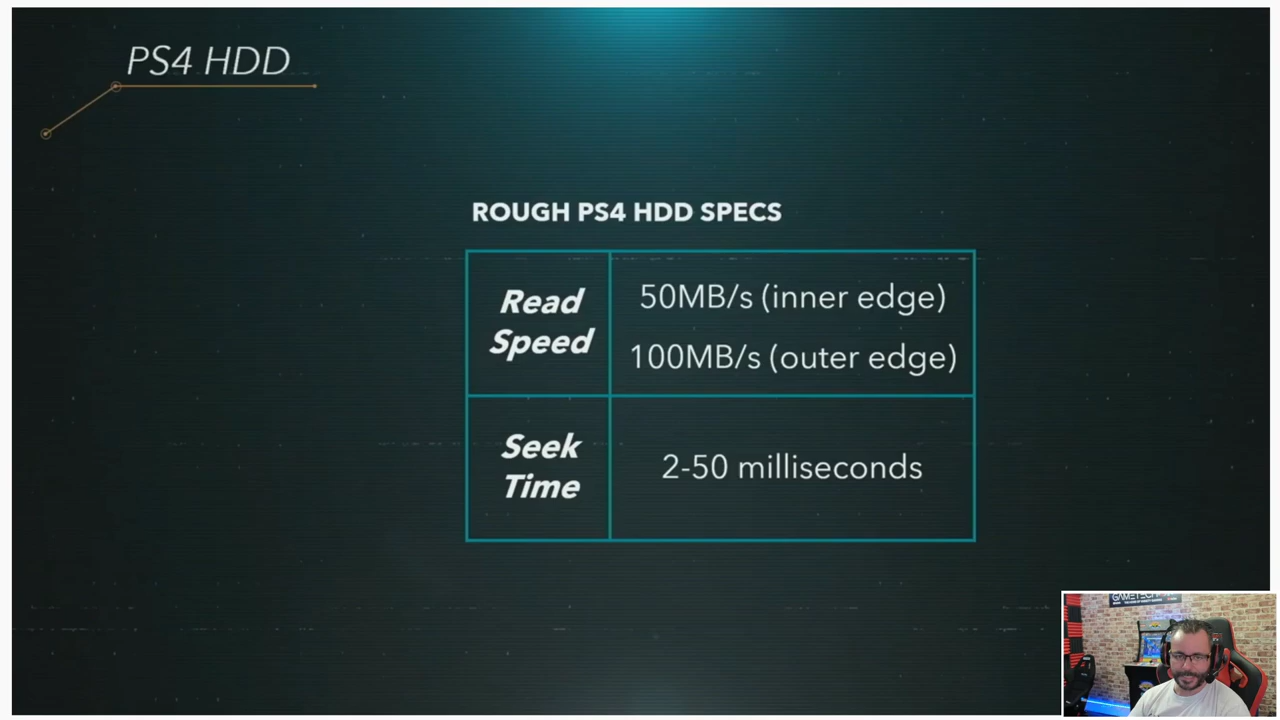 PS4 HDD
ROUGH PS4 HDD SPECS
Read
Speed
50MB/s (inner edge)
100MB/s (outer edge)
Seek
Time
2-50 milliseconds